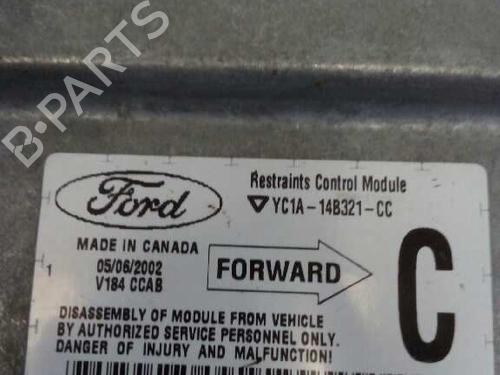 B-PARTS
Ford
Restraints Control Module
YC1A-14B321-CC
MADE IN CANADA
05/06/2002
V184 CCAB
FORWARD
C
1
DISASSEMBLY OF MODULE FROM VEHICLE
BY AUTHORIZED SERVICE PERSONNEL ONLY.
DANGER OF INJURY AND MALFUNCTION!